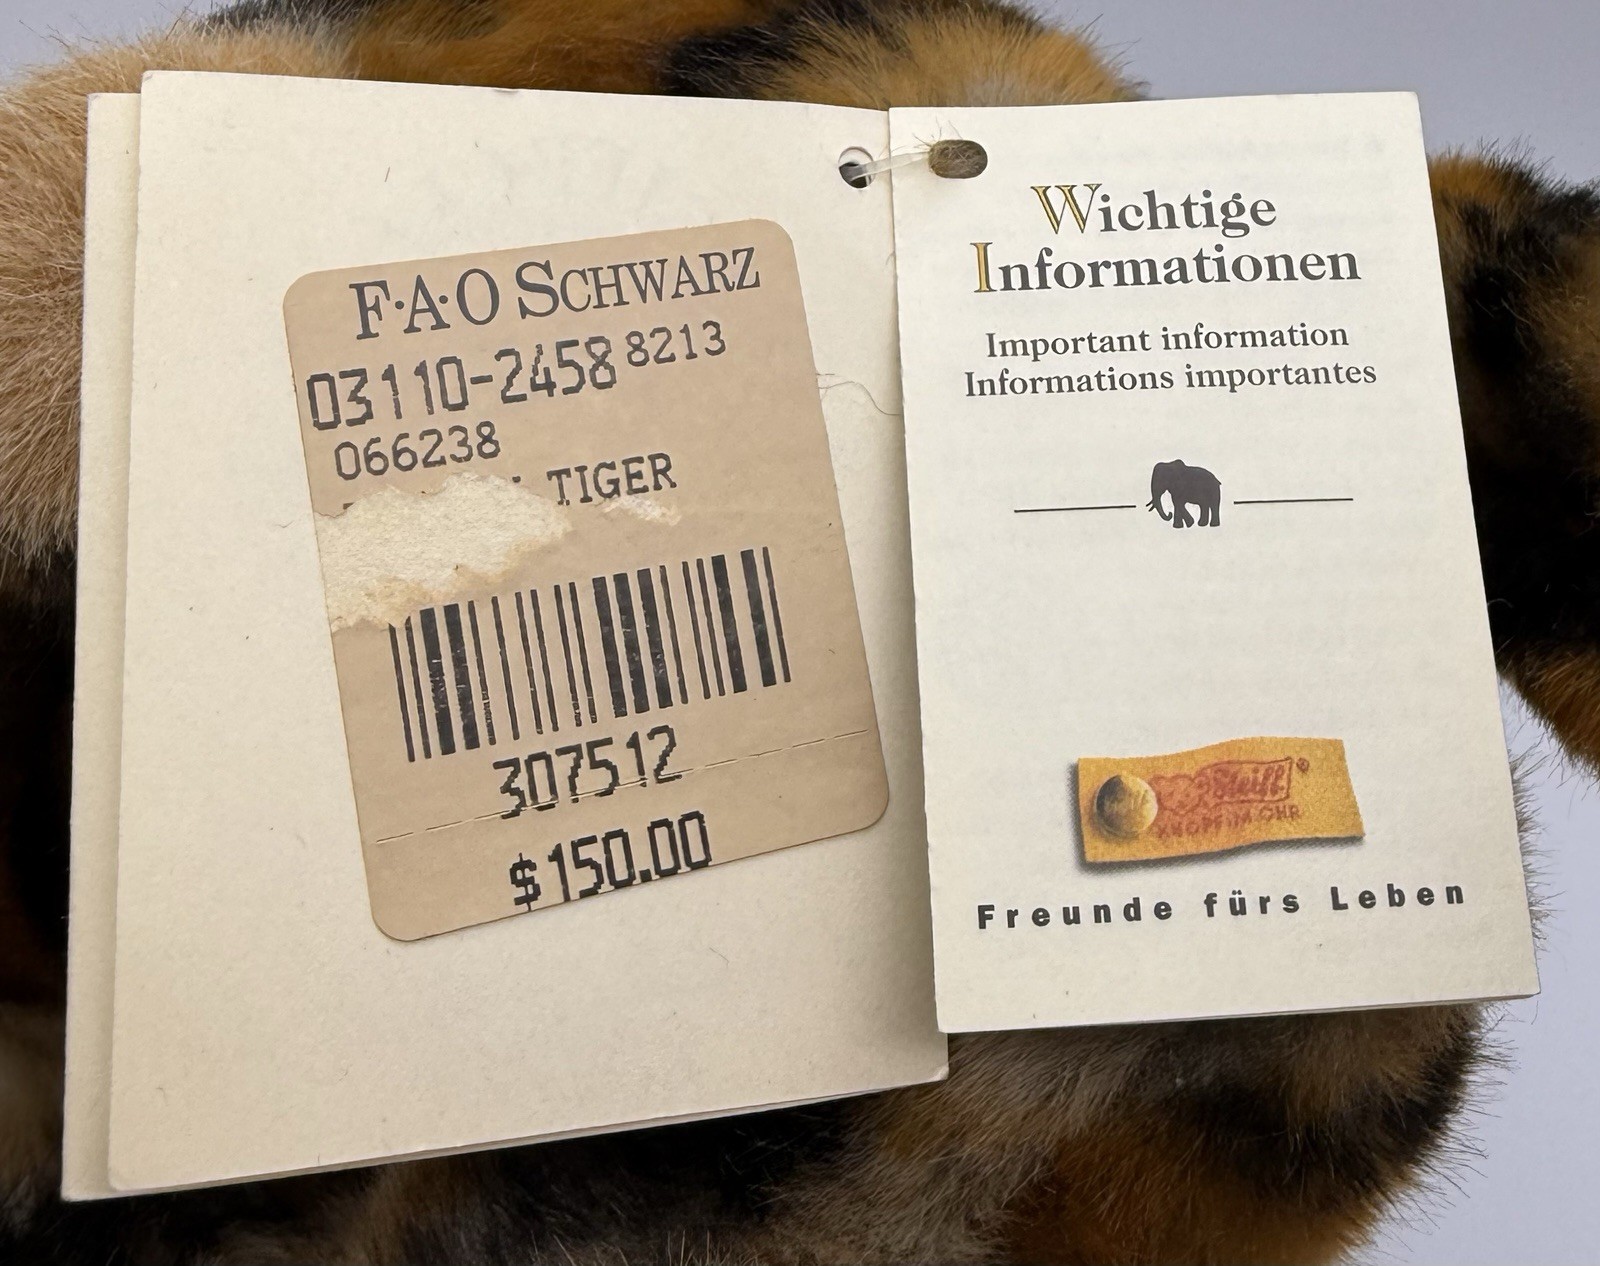 F·A·O SCHWARZ
03110-2458 8213
066238
TIGER
307512
$150.00
Wichtige
Informationen
Important information
Informations importantes
Steiff ®
KNOPF IM OHR
Freunde fürs Leben